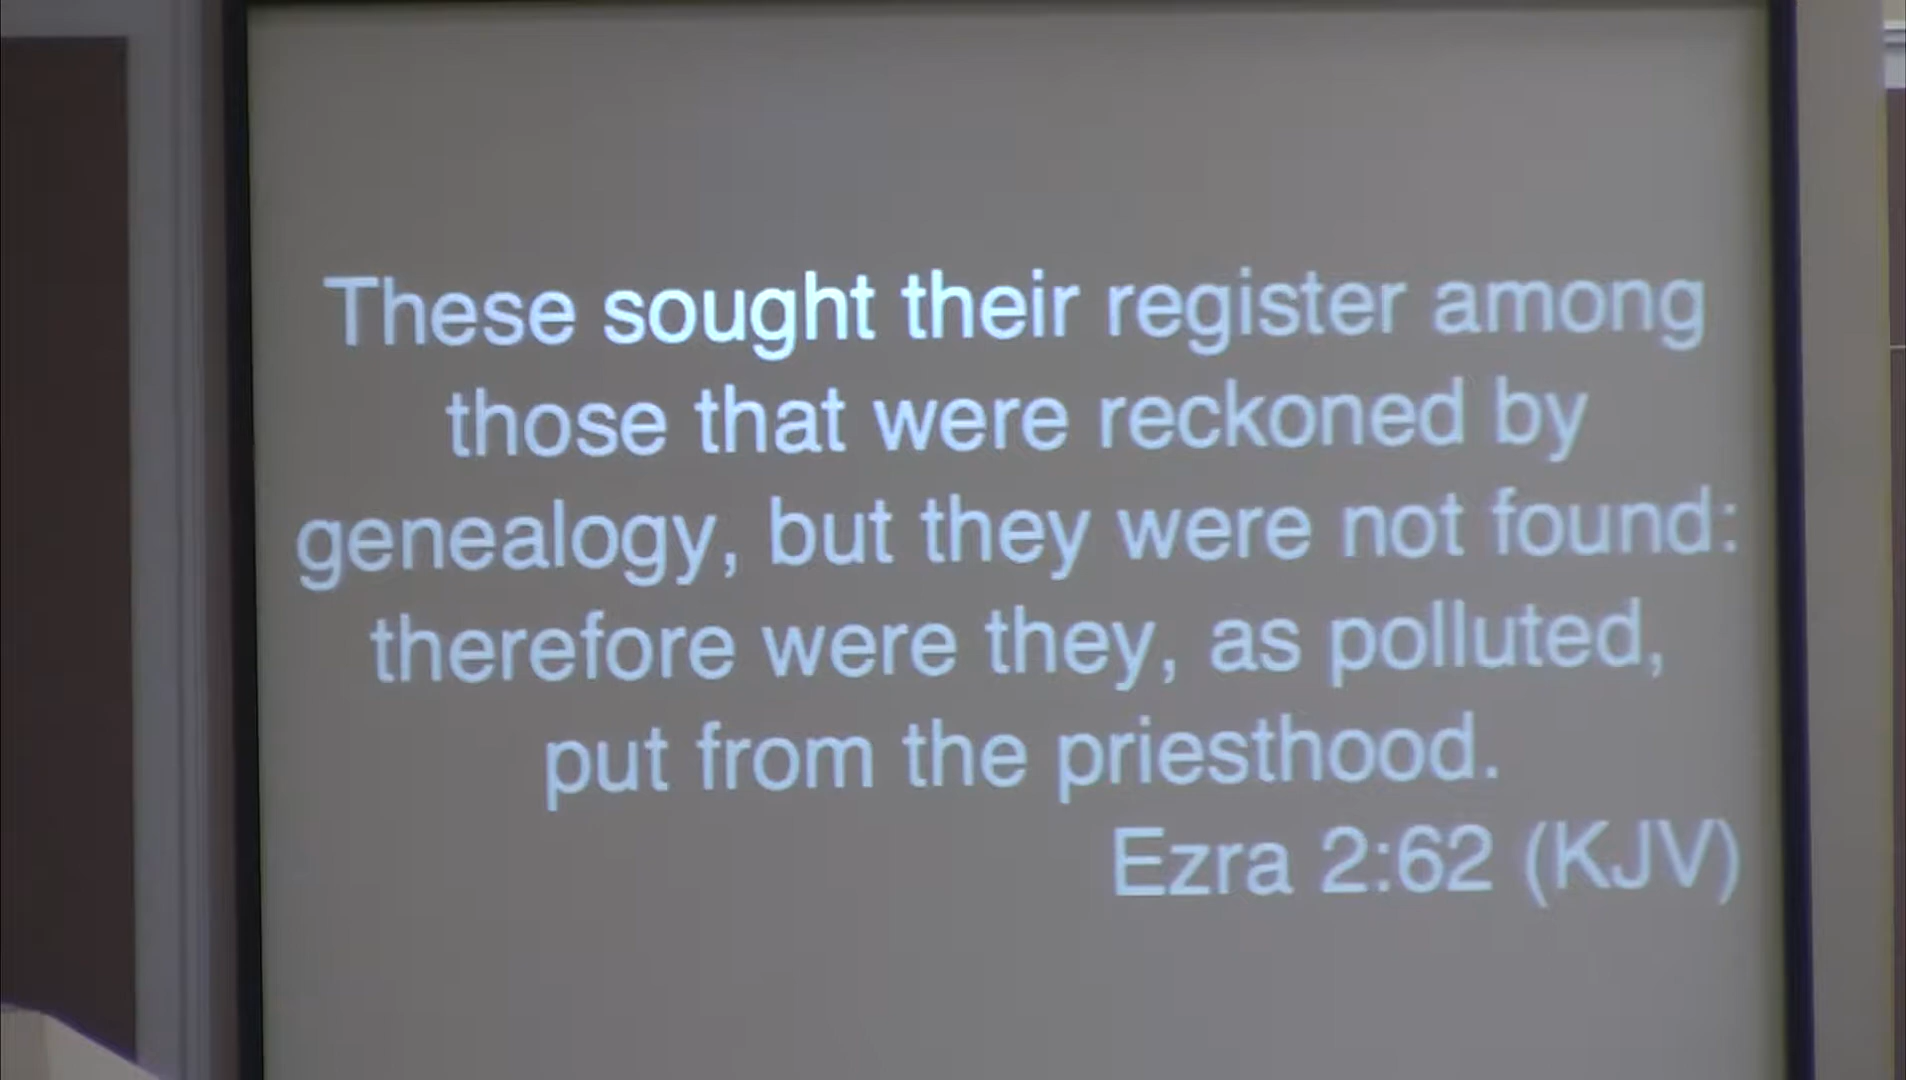 These sought their register among
those that were reckoned by
genealogy, but they were not found:
therefore were they, as polluted,
put from the priesthood.
Ezra 2:62 (KJV)